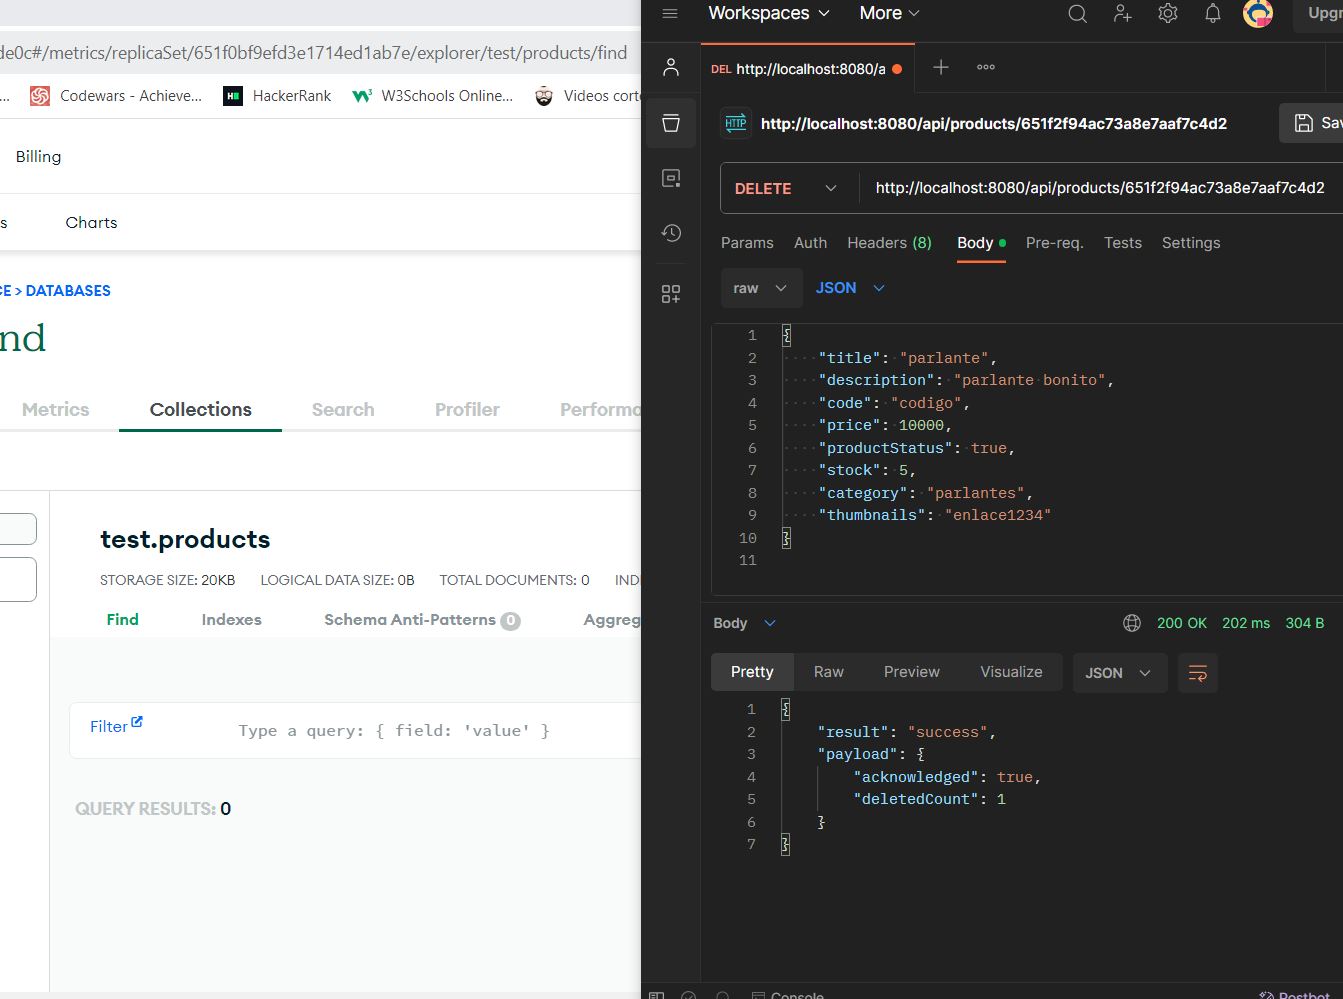 de0c#/metrics/replicaSet/651f0bf9efd3e1714ed1ab7e/explorer/test/products/find
... Codewars - Achieve... HackerRank W3Schools Online... Videos corto
Billing
s Charts
CE > DATABASES
nd
Metrics Collections Search Profiler Performa
test.products
STORAGE SIZE: 20KB LOGICAL DATA SIZE: 0B TOTAL DOCUMENTS: 0 INDE
Find Indexes Schema Anti-Patterns 0 Aggreg
Filter Type a query: { field: 'value' }
QUERY RESULTS: 0
Workspaces More Upgr
DEL http://localhost:8080/a
HTTP http://localhost:8080/api/products/651f2f94ac73a8e7aaf7c4d2 Sav
DELETE http://localhost:8080/api/products/651f2f94ac73a8e7aaf7c4d2
Params Auth Headers (8) Body Pre-req. Tests Settings
raw JSON
1 {
2 "title": "parlante",
3 "description": "parlante bonito",
4 "code": "codigo",
5 "price": 10000,
6 "productStatus": true,
7 "stock": 5,
8 "category": "parlantes",
9 "thumbnails": "enlace1234"
10 }
11
Body 200 OK 202 ms 304 B
Pretty Raw Preview Visualize JSON
1 {
2 "result": "success",
3 "payload": {
4 "acknowledged": true,
5 "deletedCount": 1
6 }
7 }
Console Postbot